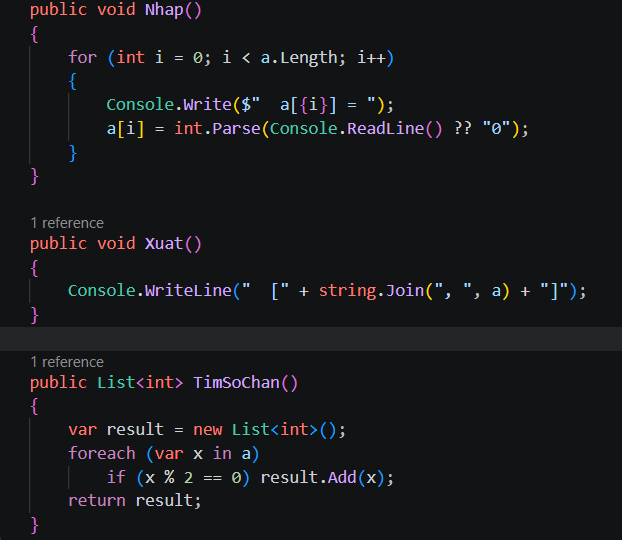 public void Nhap()
{
    for (int i = 0; i < a.Length; i++)
    {
        Console.Write($"  a[{i}] = ");
        a[i] = int.Parse(Console.ReadLine() ?? "0");
    }
}
1 reference
public void Xuat()
{
    Console.WriteLine("  [" + string.Join(", ", a) + "]");
}
1 reference
public List<int> TimSoChan()
{
    var result = new List<int>();
    foreach (var x in a)
        if (x % 2 == 0) result.Add(x);
    return result;
}